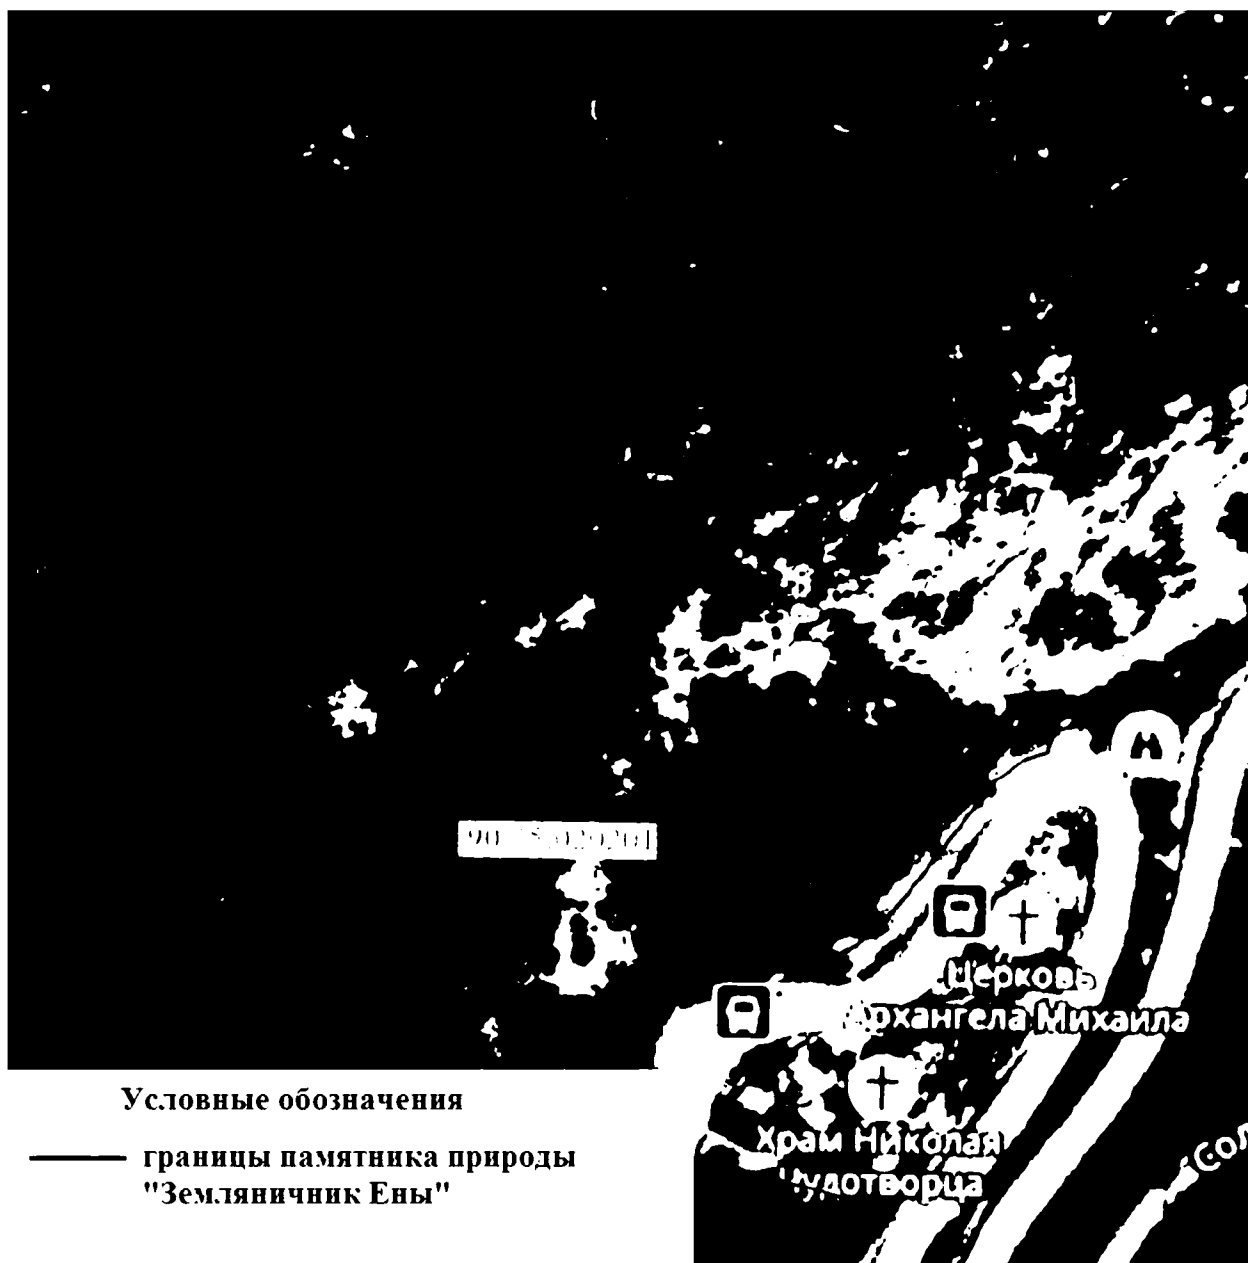 Церковь
Архангела Михаила
Храм Николая
Чудотворца
Условные обозначения
границы памятника природы
"Земляничник Ены"